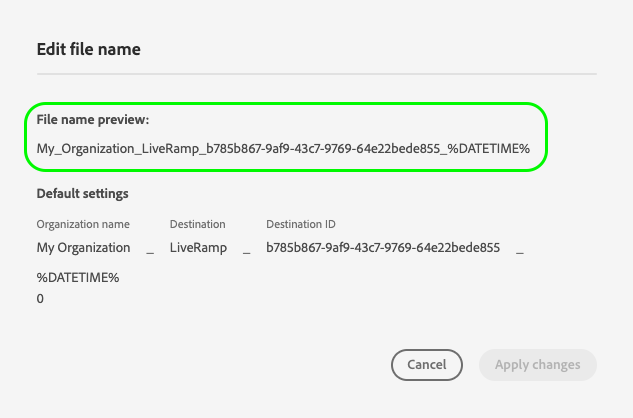 Edit file name
File name preview:
My_Organization_LiveRamp_b785b867-9af9-43c7-9769-64e22bede855_%DATETIME%
Default settings
Organization name Destination Destination ID
My Organization _ LiveRamp _ b785b867-9af9-43c7-9769-64e22bede855 _
%DATETIME%
0
Cancel Apply changes